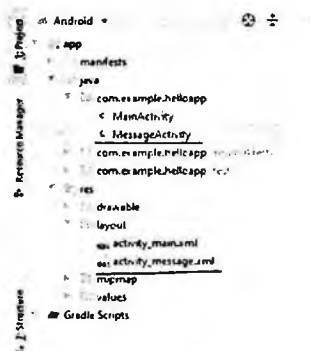 Android
1: Project
app
manifests
java
com.example.helloapp
MainActivity
MessageActivity
com.example.helloapp
com.example.helloapp
res
drawable
layout
activity_main.xml
activity_message.xml
mipmap
values
Gradle Scripts
Resource Manager
Structure